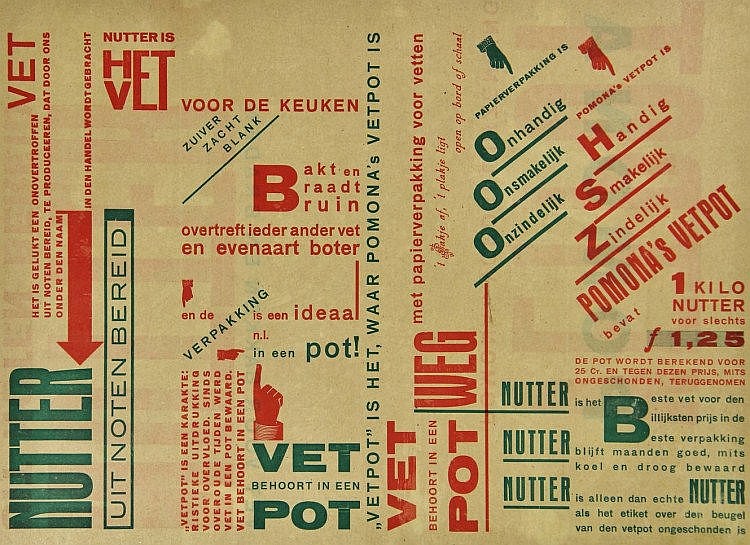 VET
HET IS GELUKT EEN ONOVERTROFFEN
UIT NOTEN BEREID, TE PRODUCEEREN, DAT DOOR ONS
ONDER DEN NAAM
IN DEN HANDEL WORDT GEBRACHT
NUTTER
UIT NOTEN BEREID
NUTTER IS
HET
VET
VOOR DE KEUKEN
ZUIVER
ZACHT
BLANK
Bakt en
Braadt
Bruin
overtreft ieder ander vet
en evenaart boter
en de
VERPAKKING
is een ideaal
n.l.
in een pot!
„VETPOT" IS EEN KARAKTE-
RISTIEKE UITDRUKKING
VOOR OVERVLOED. SINDS
OVEROUDE TIJDEN WERD
VET IN EEN POT BEWAARD.
VET BEHOORT IN EEN POT
VET
BEHOORT IN EEN
POT
„VETPOT" IS HET, WAAR POMONA's VETPOT IS
VET
BEHOORT IN EEN
POT
WEG
met papierverpakking voor vetten
't pakje af, 't plakje ligt
open op bord of schaal
PAPIERVERPAKKING IS
Onhandig
Onsmakelijk
Onzindelijk
POMONA's VETPOT IS
Handig
Smakelijk
Zindelijk
POMONA'S VETPOT
bevat
1 KILO
NUTTER
voor slechts
f 1,25
DE POT WORDT BEREKEND VOOR
25 Ct. EN TEGEN DEZEN PRIJS, MITS
ONGESCHONDEN, TERUGGENOMEN
NUTTER
NUTTER
NUTTER
is het
Beste vet voor den
Billijksten prijs in de
Beste verpakking
blijft maanden goed, mits
koel en droog bewaard
is alleen dan echte NUTTER
als het etiket over den beugel
van den vetpot ongeschonden is